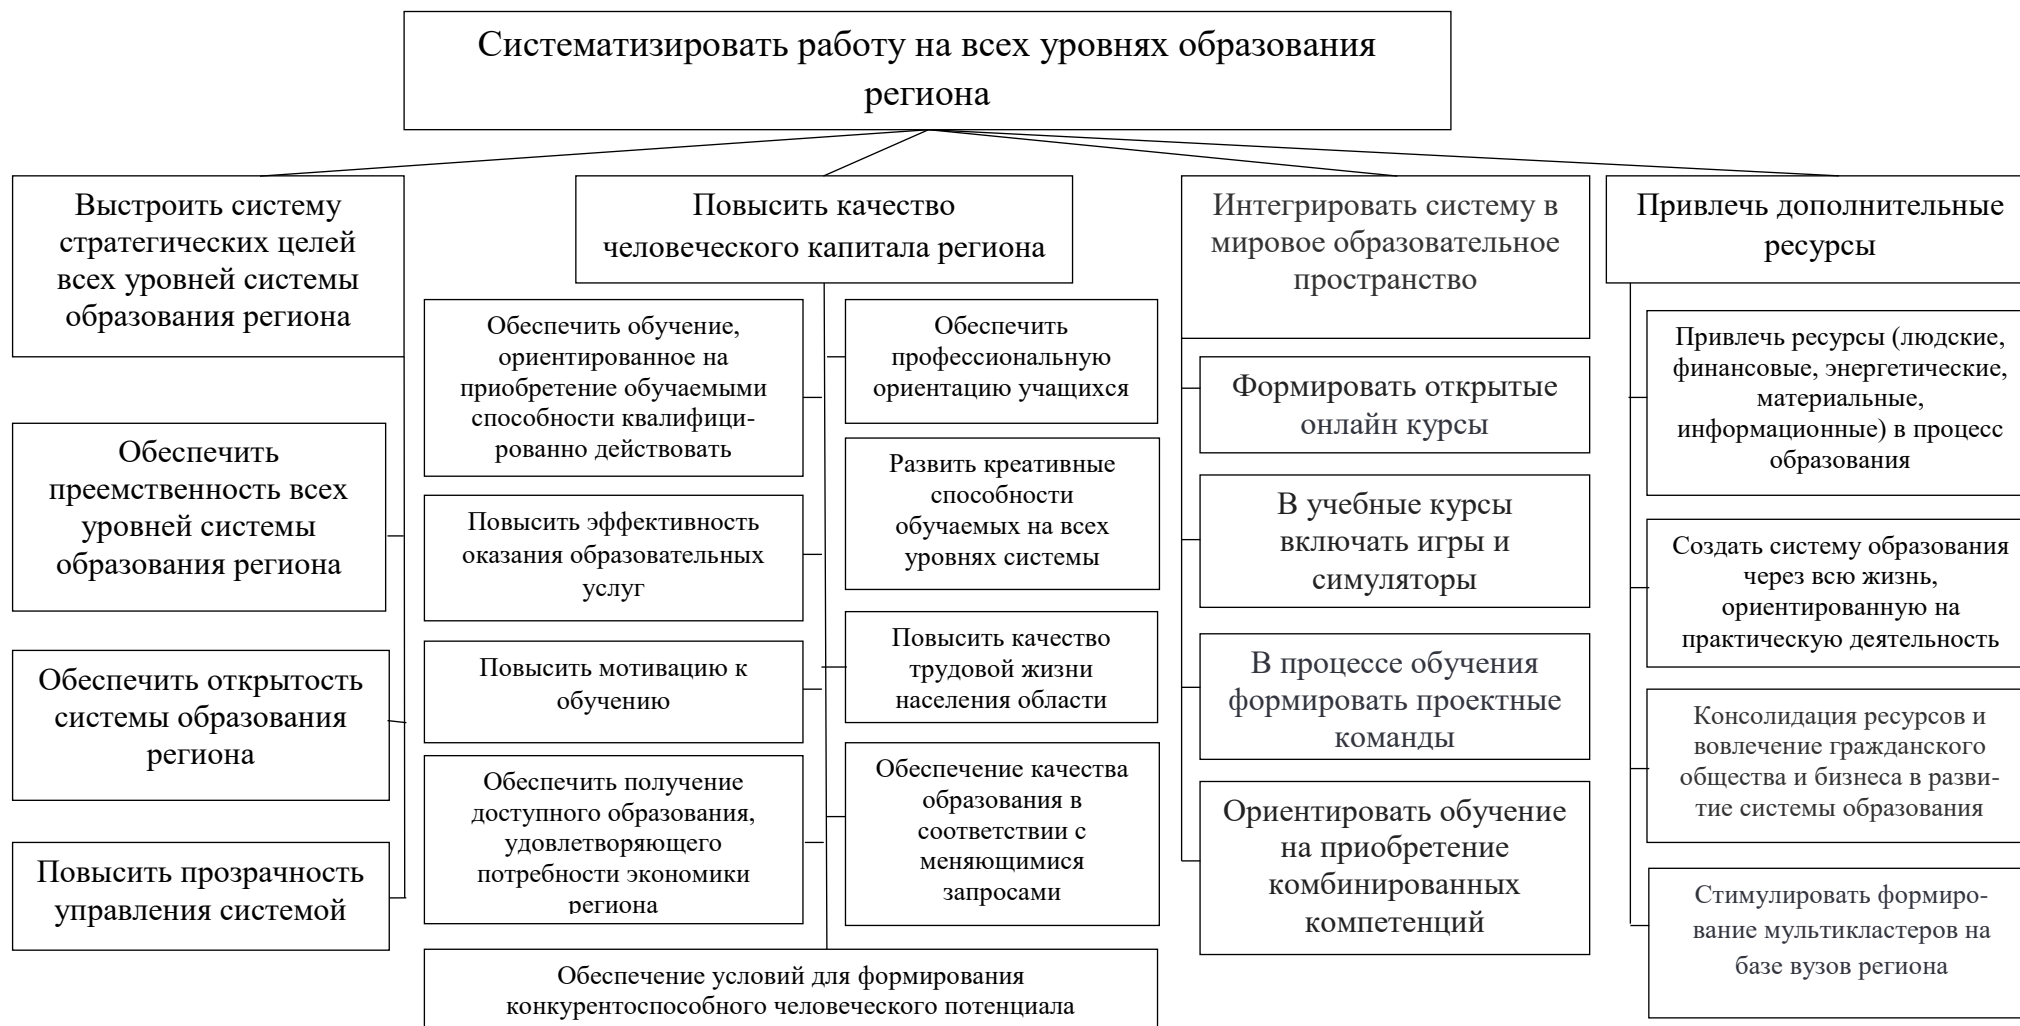 Систематизировать работу на всех уровнях образования
региона
Выстроить систему
стратегических целей
всех уровней системы
образования региона
Обеспечить
преемственность всех
уровней системы
образования региона
Обеспечить открытость
системы образования
региона
Повысить прозрачность
управления системой
Повысить качество
человеческого капитала региона
Обеспечить обучение,
ориентированное на
приобретение обучаемыми
способности квалифици-
рованно действовать
Повысить эффективность
оказания образовательных
услуг
Повысить мотивацию к
обучению
Обеспечить получение
доступного образования,
удовлетворяющего
потребности экономики
региона
Обеспечить
профессиональную
ориентацию учащихся
Развить креативные
способности
обучаемых на всех
уровнях системы
Повысить качество
трудовой жизни
населения области
Обеспечение качества
образования в
соответствии с
меняющимися
запросами
Обеспечение условий для формирования
конкурентоспособного человеческого потенциала
Интегрировать систему в
мировое образовательное
пространство
Формировать открытые
онлайн курсы
В учебные курсы
включать игры и
симуляторы
В процессе обучения
формировать проектные
команды
Ориентировать обучение
на приобретение
комбинированных
компетенций
Привлечь дополнительные
ресурсы
Привлечь ресурсы (людские,
финансовые, энергетические,
материальные,
информационные) в процесс
образования
Создать систему образования
через всю жизнь,
ориентированную на
практическую деятельность
Консолидация ресурсов и
вовлечение гражданского
общества и бизнеса в разви-
тие системы образования
Стимулировать формиро-
вание мультикластеров на
базе вузов региона